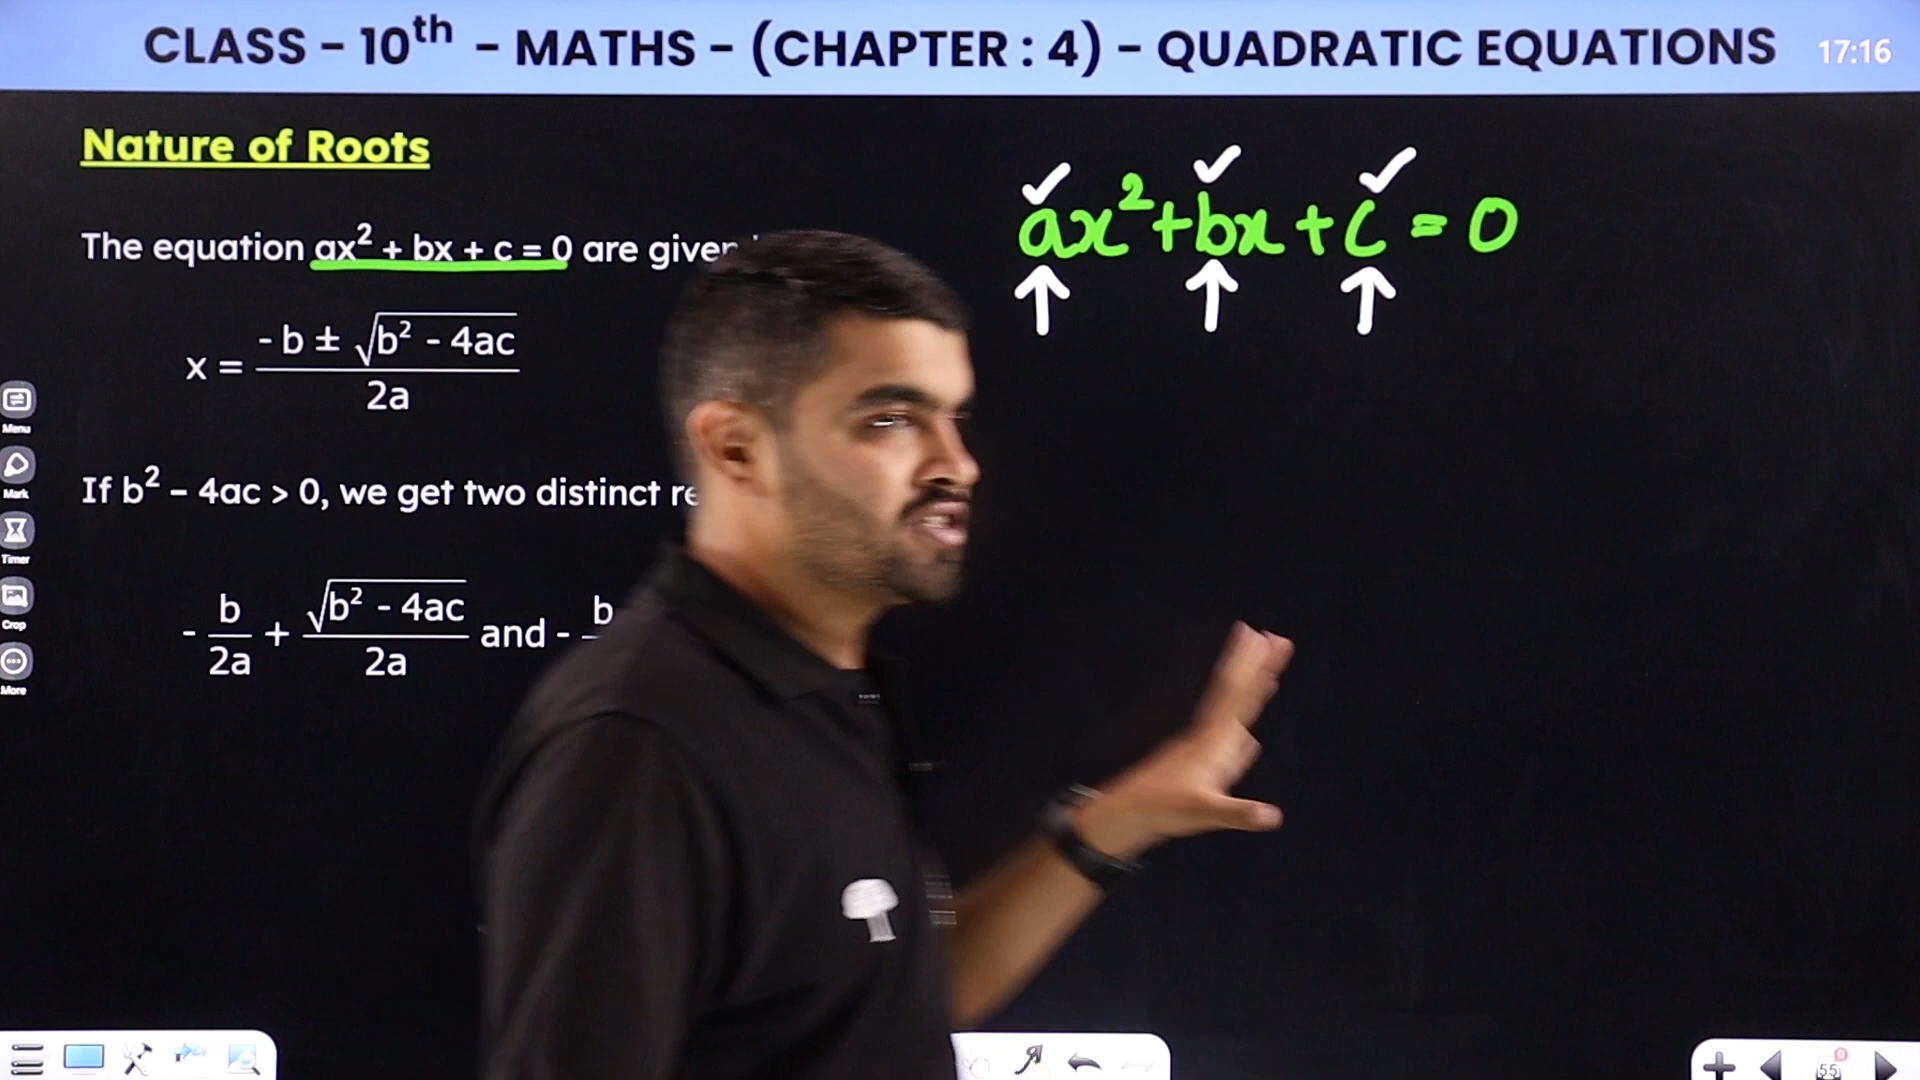 CLASS - 10th - MATHS - (CHAPTER : 4) - QUADRATIC EQUATIONS 17:16
Nature of Roots
The equation ax² + bx + c = 0 are given
ax² + bx + c = 0
x = (-b ± √(b² - 4ac)) / 2a
If b² – 4ac > 0, we get two distinct
- b/2a + √(b² - 4ac)/2a and - b
Menu
Mark
Timer
Crop
More
55